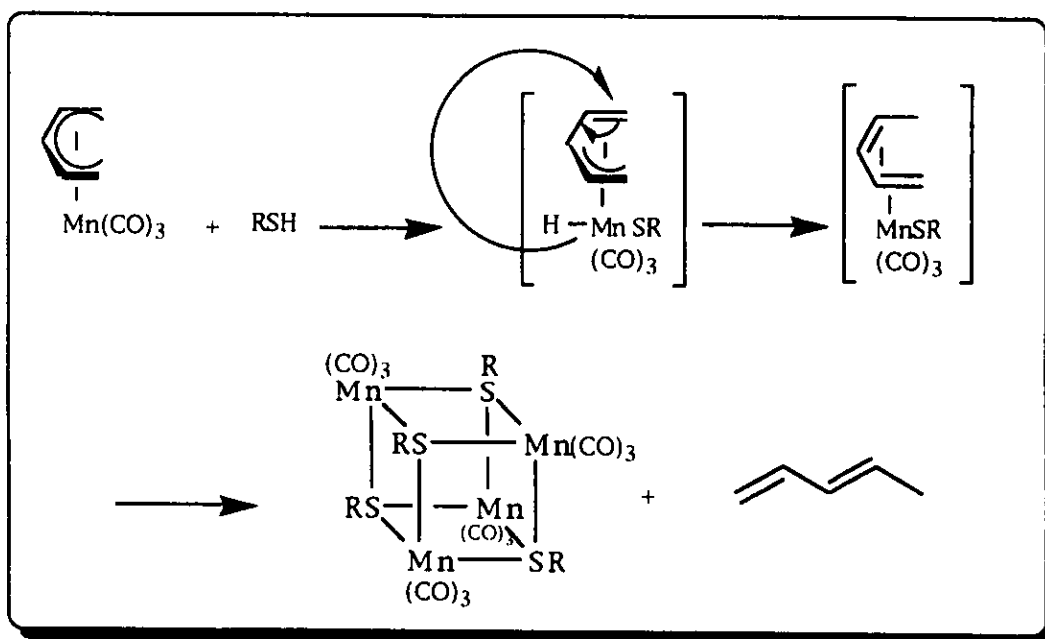 Mn(CO)₃ + RSH
H Mn SR
(CO)₃
MnSR
(CO)₃
(CO)₃
Mn
R
S
RS
Mn(CO)₃
RS
Mn
(CO)₃
+
Mn
(CO)₃
SR